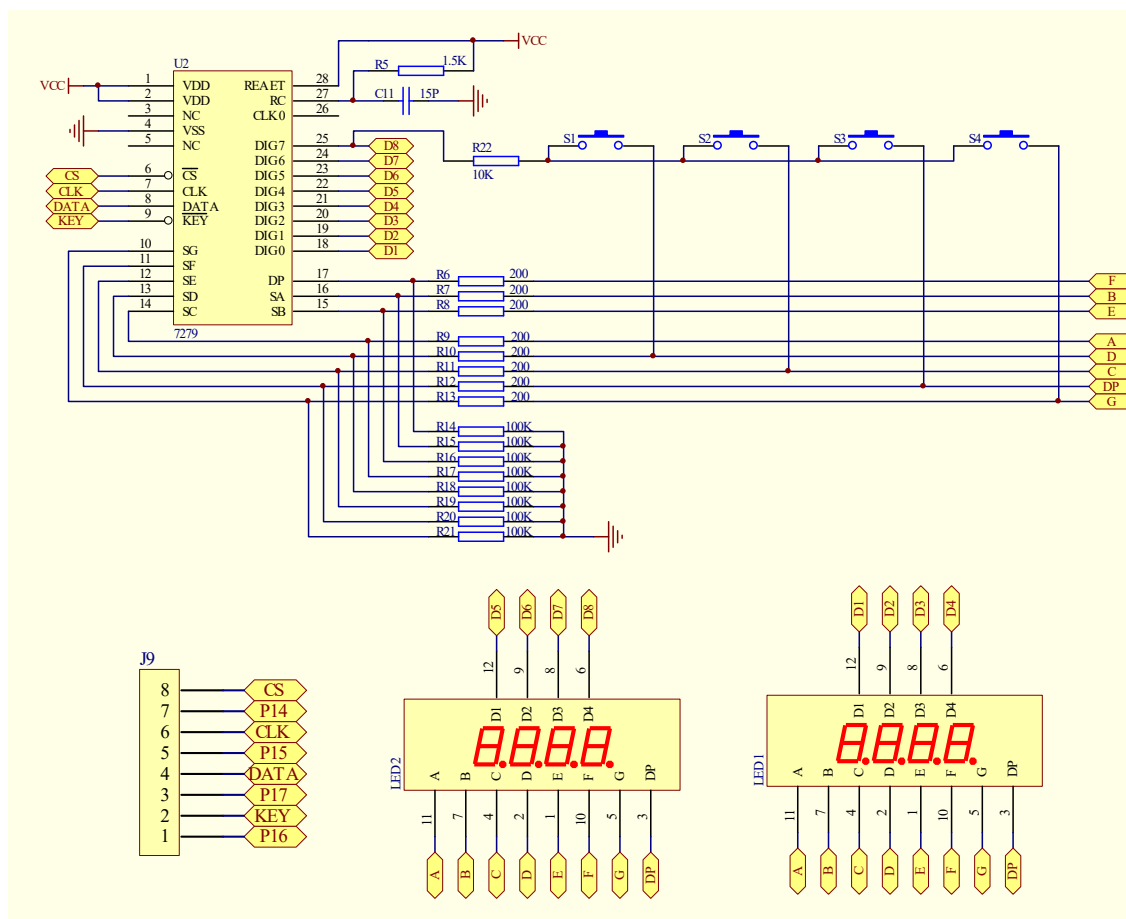 VCC
U2
R5 1.5K
VCC
1 VDD REAET 28
2 VDD RC 27
C11 15P
3 NC CLK0 26
4 VSS
5 NC DIG7 25 D8
DIG6 24 D7
6 CS DIG5 23 D6
CS
7 CLK DIG4 22 D5
CLK
8 DATA DIG3 21 D4
DATA
9 KEY DIG2 20 D3
KEY
DIG1 19 D2
10 SG DIG0 18 D1
11 SF
12 SE DP 17
13 SD SA 16
14 SC SB 15
7279
R22
10K
S1 S2 S3 S4
R6 200 F
R7 200 B
R8 200 E
R9 200 A
R10 200 D
R11 200 C
R12 200 DP
R13 200 G
R14 100K
R15 100K
R16 100K
R17 100K
R18 100K
R19 100K
R20 100K
R21 100K
J9
8 CS
7 P14
6 CLK
5 P15
4 DATA
3 P17
2 KEY
1 P16
D5 D6 D7 D8
12 9 8 6
D1 D2 D3 D4
8.8.8.8.
LED2
A B C D E F G DP
11 7 4 2 1 10 5 3
A B C D E F G DP
D1 D2 D3 D4
12 9 8 6
D1 D2 D3 D4
8.8.8.8.
LED1
A B C D E F G DP
11 7 4 2 1 10 5 3
A B C D E F G DP